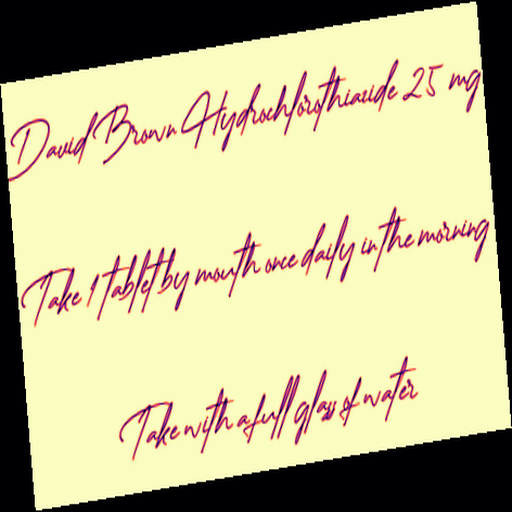 David Brown Hydrochlorothiazide 25 mg
Take 1 tablet by mouth once daily in the morning
Take with a full glass of water